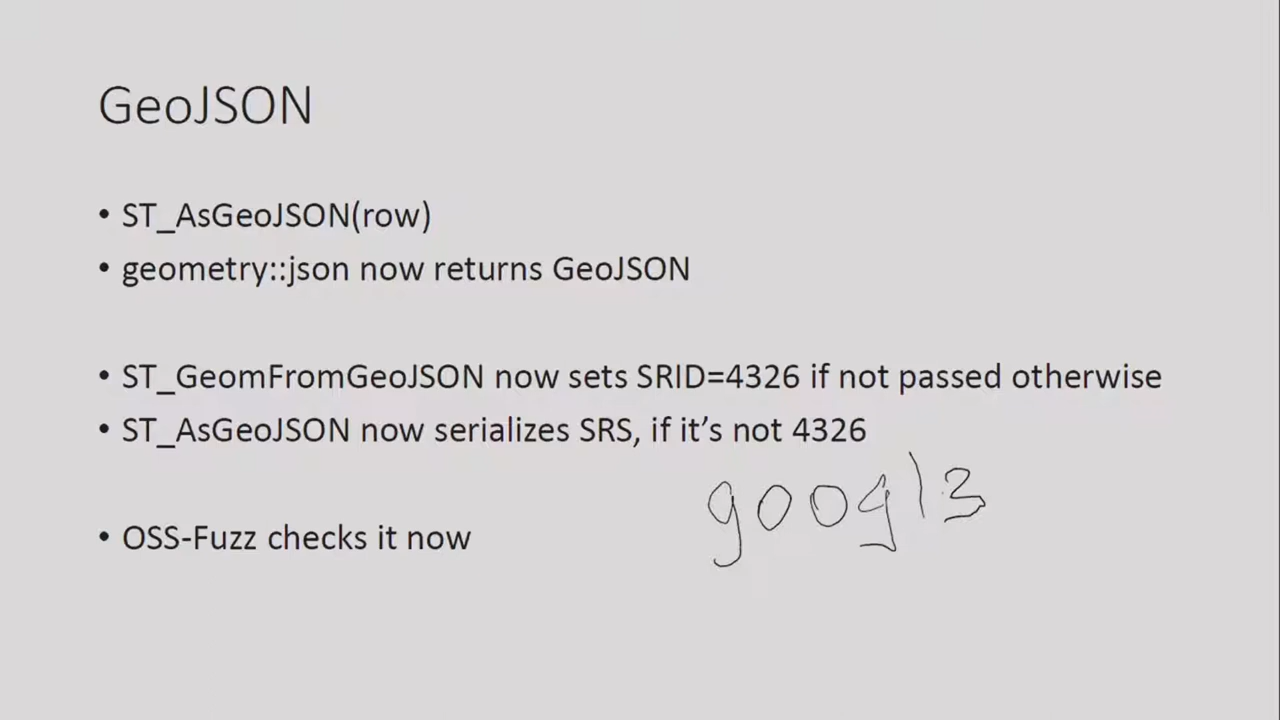 GeoJSON
• ST_AsGeoJSON(row)
• geometry::json now returns GeoJSON
• ST_GeomFromGeoJSON now sets SRID=4326 if not passed otherwise
• ST_AsGeoJSON now serializes SRS, if it's not 4326
googl3
• OSS-Fuzz checks it now